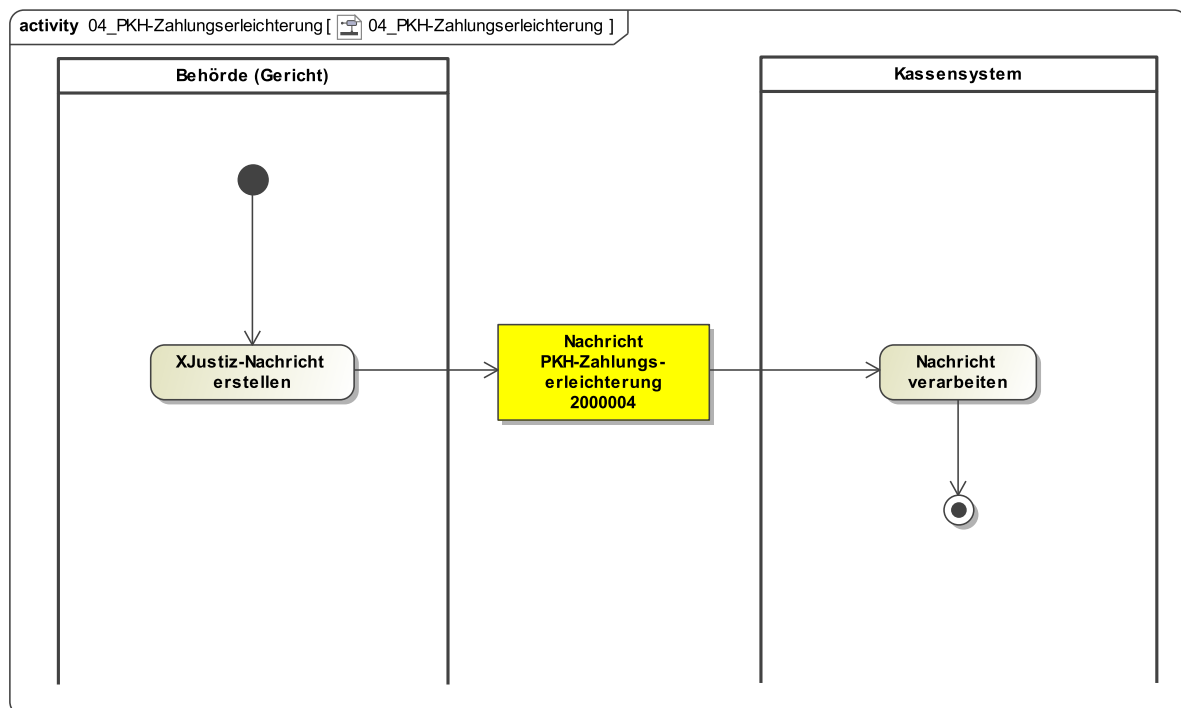 activity 04_PKH-Zahlungserleichterung [ 04_PKH-Zahlungserleichterung ]
Behörde (Gericht)
Kassensystem
XJustiz-Nachricht
erstellen
Nachricht
PKH-Zahlungs-
erleichterung
2000004
Nachricht
verarbeiten